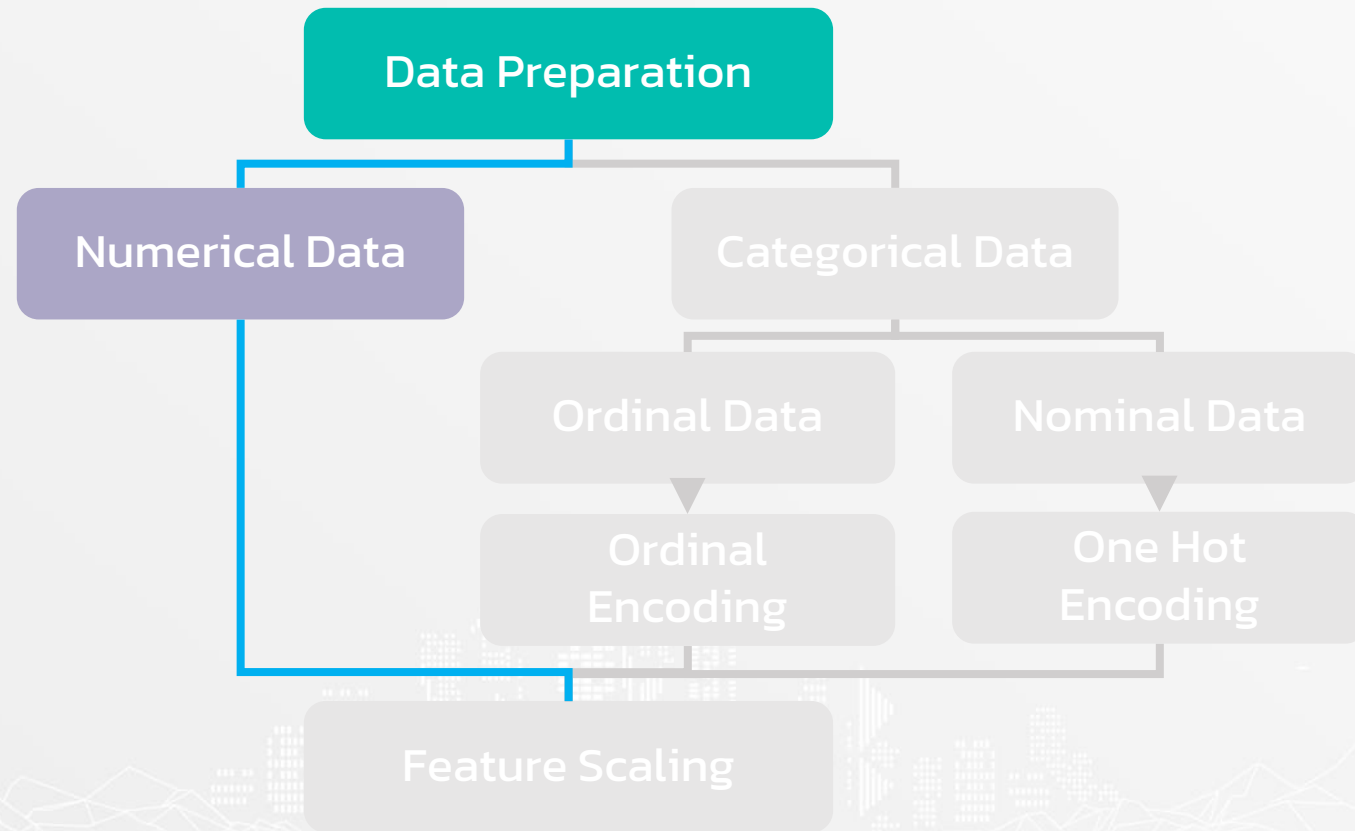 Data Preparation
Numerical Data
Categorical Data
Ordinal Data
Nominal Data
Ordinal
Encoding
One Hot
Encoding
Feature Scaling